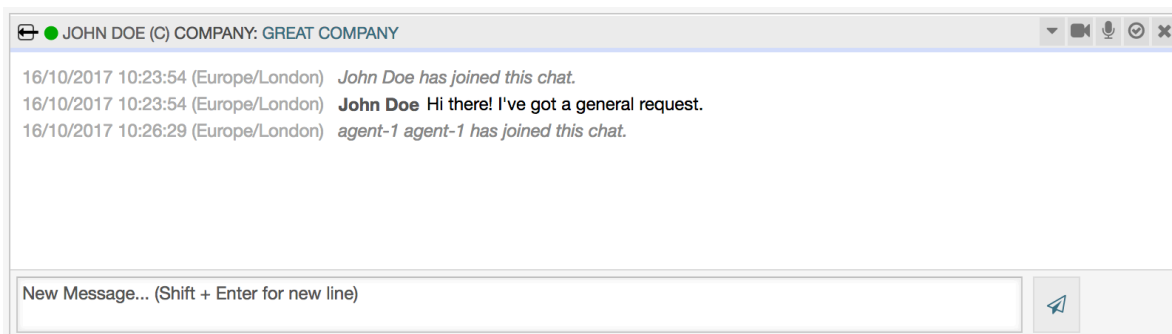 JOHN DOE (C) COMPANY: GREAT COMPANY
16/10/2017 10:23:54 (Europe/London) John Doe has joined this chat.
16/10/2017 10:23:54 (Europe/London) John Doe Hi there! I've got a general request.
16/10/2017 10:26:29 (Europe/London) agent-1 agent-1 has joined this chat.
New Message... (Shift + Enter for new line)